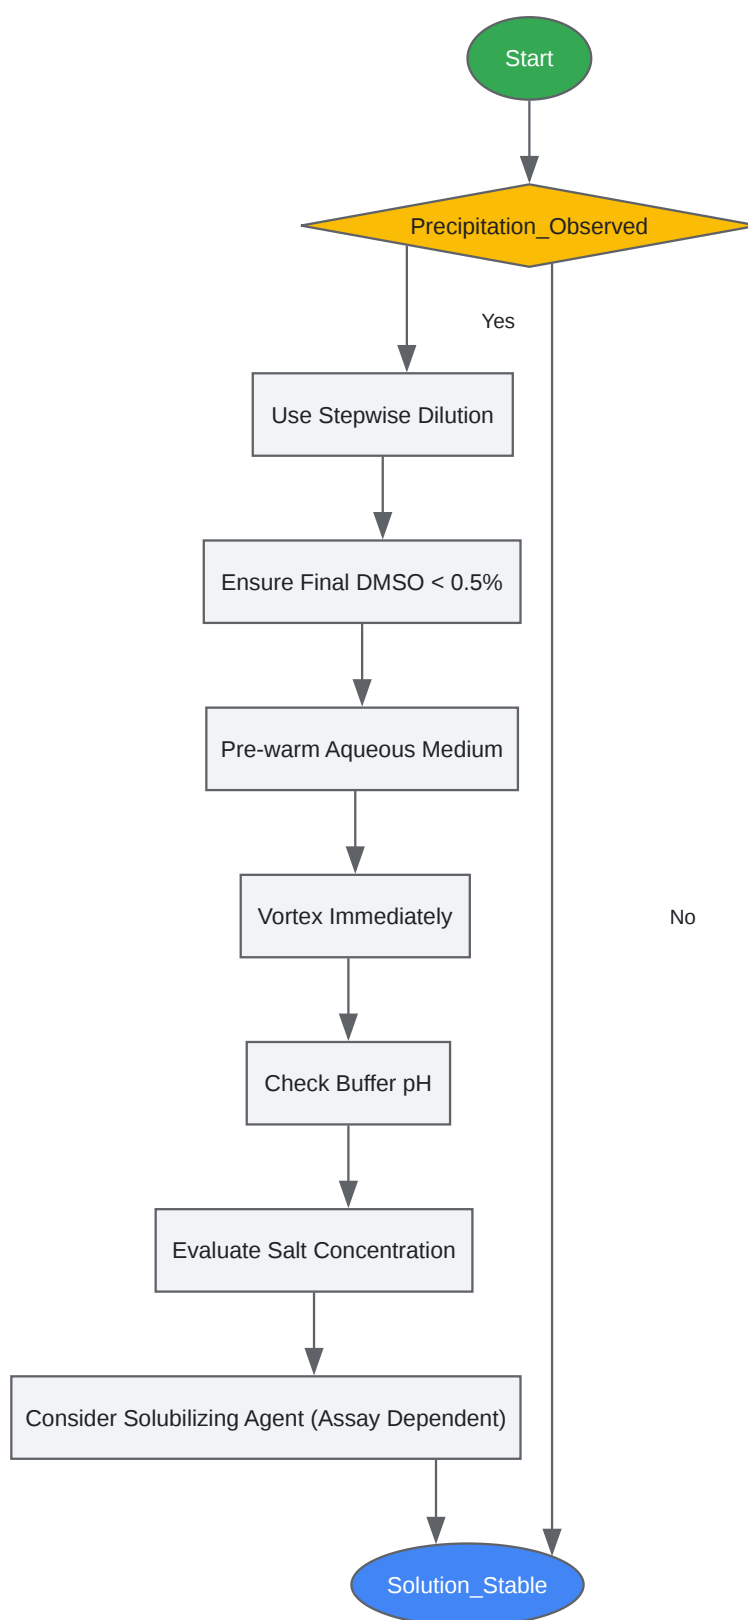 Start
Precipitation_Observed
Yes
Use Stepwise Dilution
Ensure Final DMSO < 0.5%
Pre-warm Aqueous Medium
Vortex Immediately
No
Check Buffer pH
Evaluate Salt Concentration
Consider Solubilizing Agent (Assay Dependent)
Solution_Stable